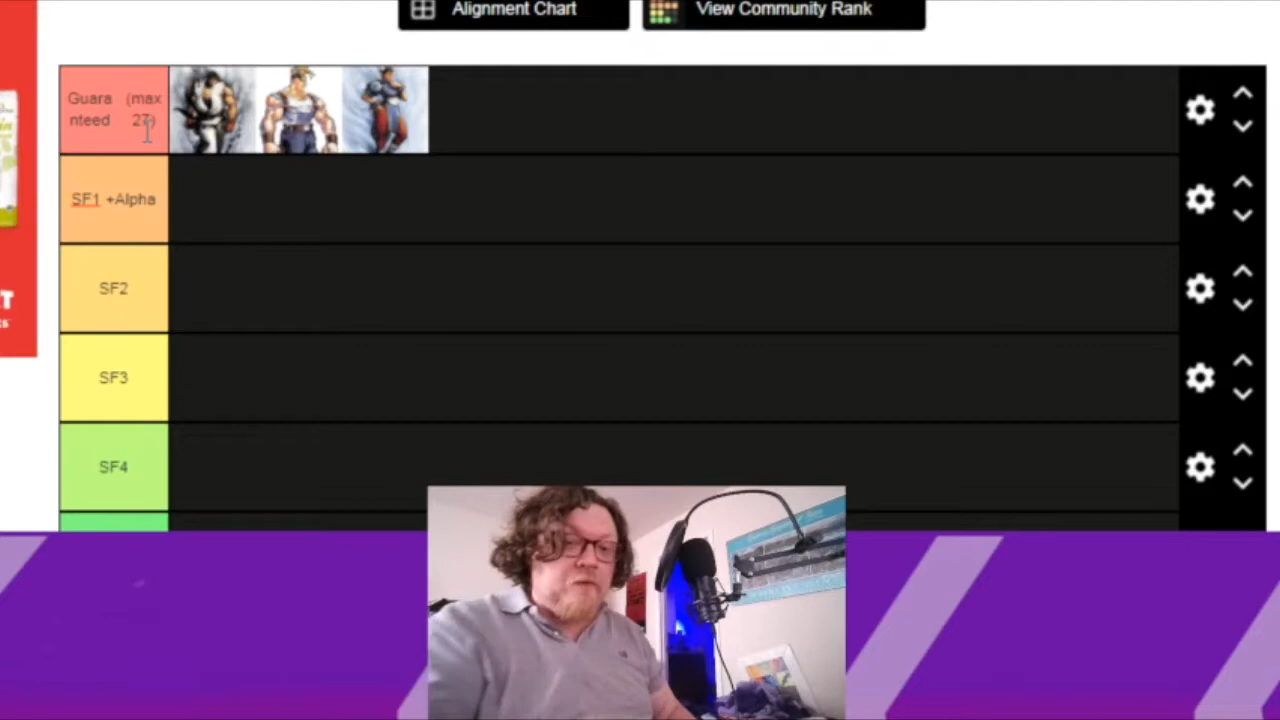 Alignment Chart
View Community Rank
Guara (max
nteed
SF1 +Alpha
SF2
SF3
SF4